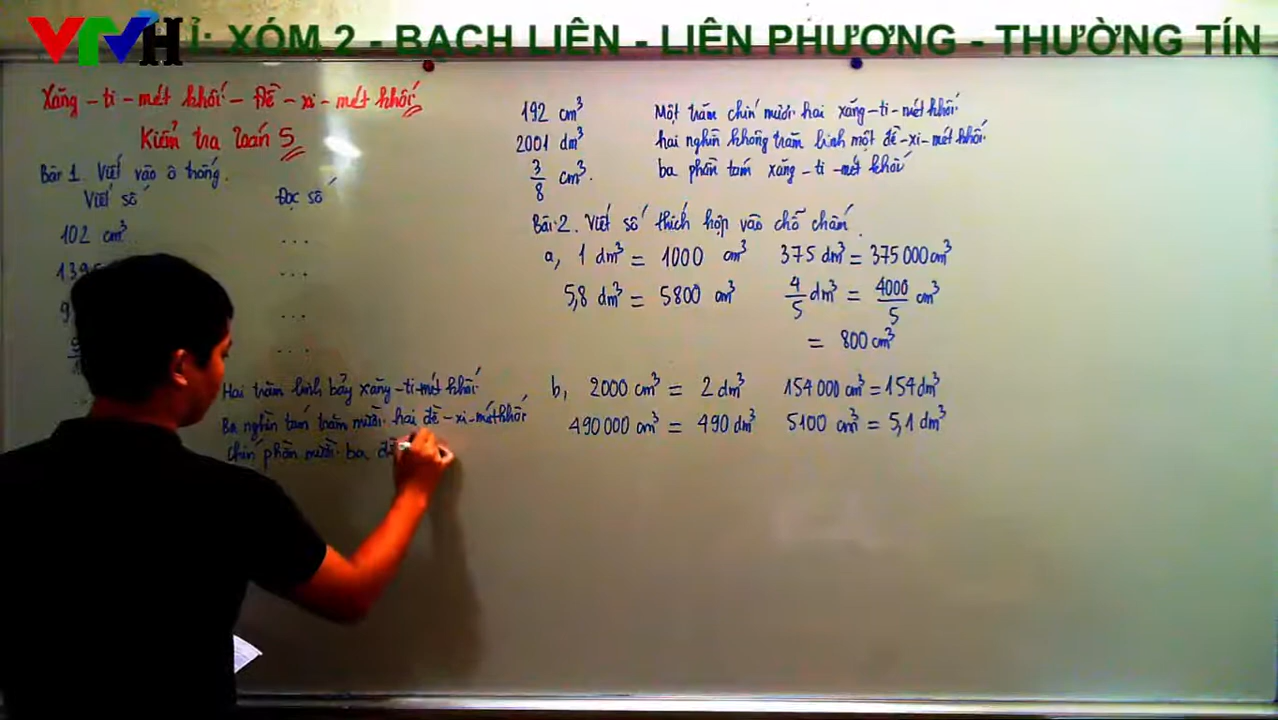 VTVH Ỉ: XÓM 2 - BẠCH LIÊN - LIÊN PHƯƠNG - THƯỜNG TÍN
Xăng-ti-mét khối - Đề-xi-mét khối
Kiểm tra toán 5
Bài 1. Viết vào ô trống.
Viết số Đọc số
102 cm³ ...
139 ...
9 ...
...
Hai trăm linh bảy xăng-ti-mét khối
Ba nghìn tám trăm mười hai đề-xi-mét khối
chín phần mười ba đề
192 cm³ Một trăm chín mươi hai xăng-ti-mét khối
2001 dm³ hai nghìn không trăm linh một đề-xi-mét khối
3/8 cm³. ba phần tám xăng-ti-mét khối
Bài 2. Viết số thích hợp vào chỗ chấm.
a, 1 dm³ = 1000 cm³ 375 dm³ = 375 000 cm³
5,8 dm³ = 5800 cm³ 4/5 dm³ = 4000/5 cm³
= 800 cm³
b, 2000 cm³ = 2 dm³ 154 000 cm³ = 154 dm³
490 000 cm³ = 490 dm³ 5100 cm³ = 5,1 dm³